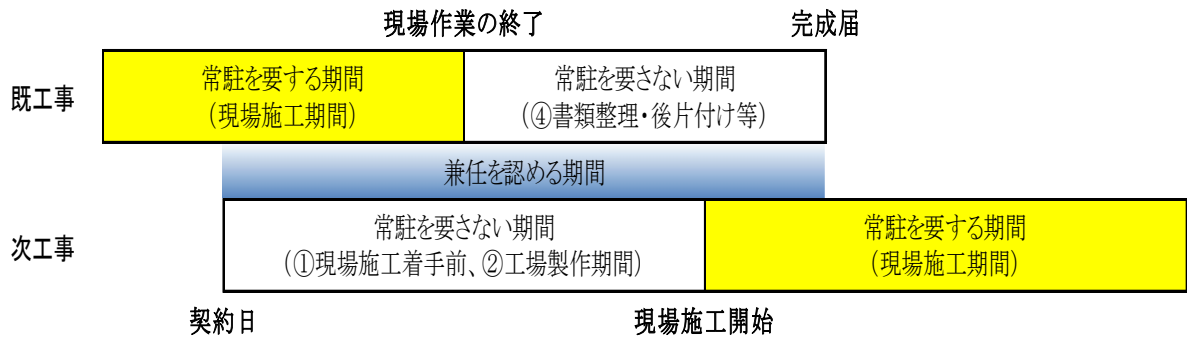 現場作業の終了 完成届
既工事
常駐を要する期間
(現場施工期間)
常駐を要さない期間
(④書類整理・後片付け等)
兼任を認める期間
次工事
常駐を要さない期間
(①現場施工着手前、②工場製作期間)
常駐を要する期間
(現場施工期間)
契約日 現場施工開始